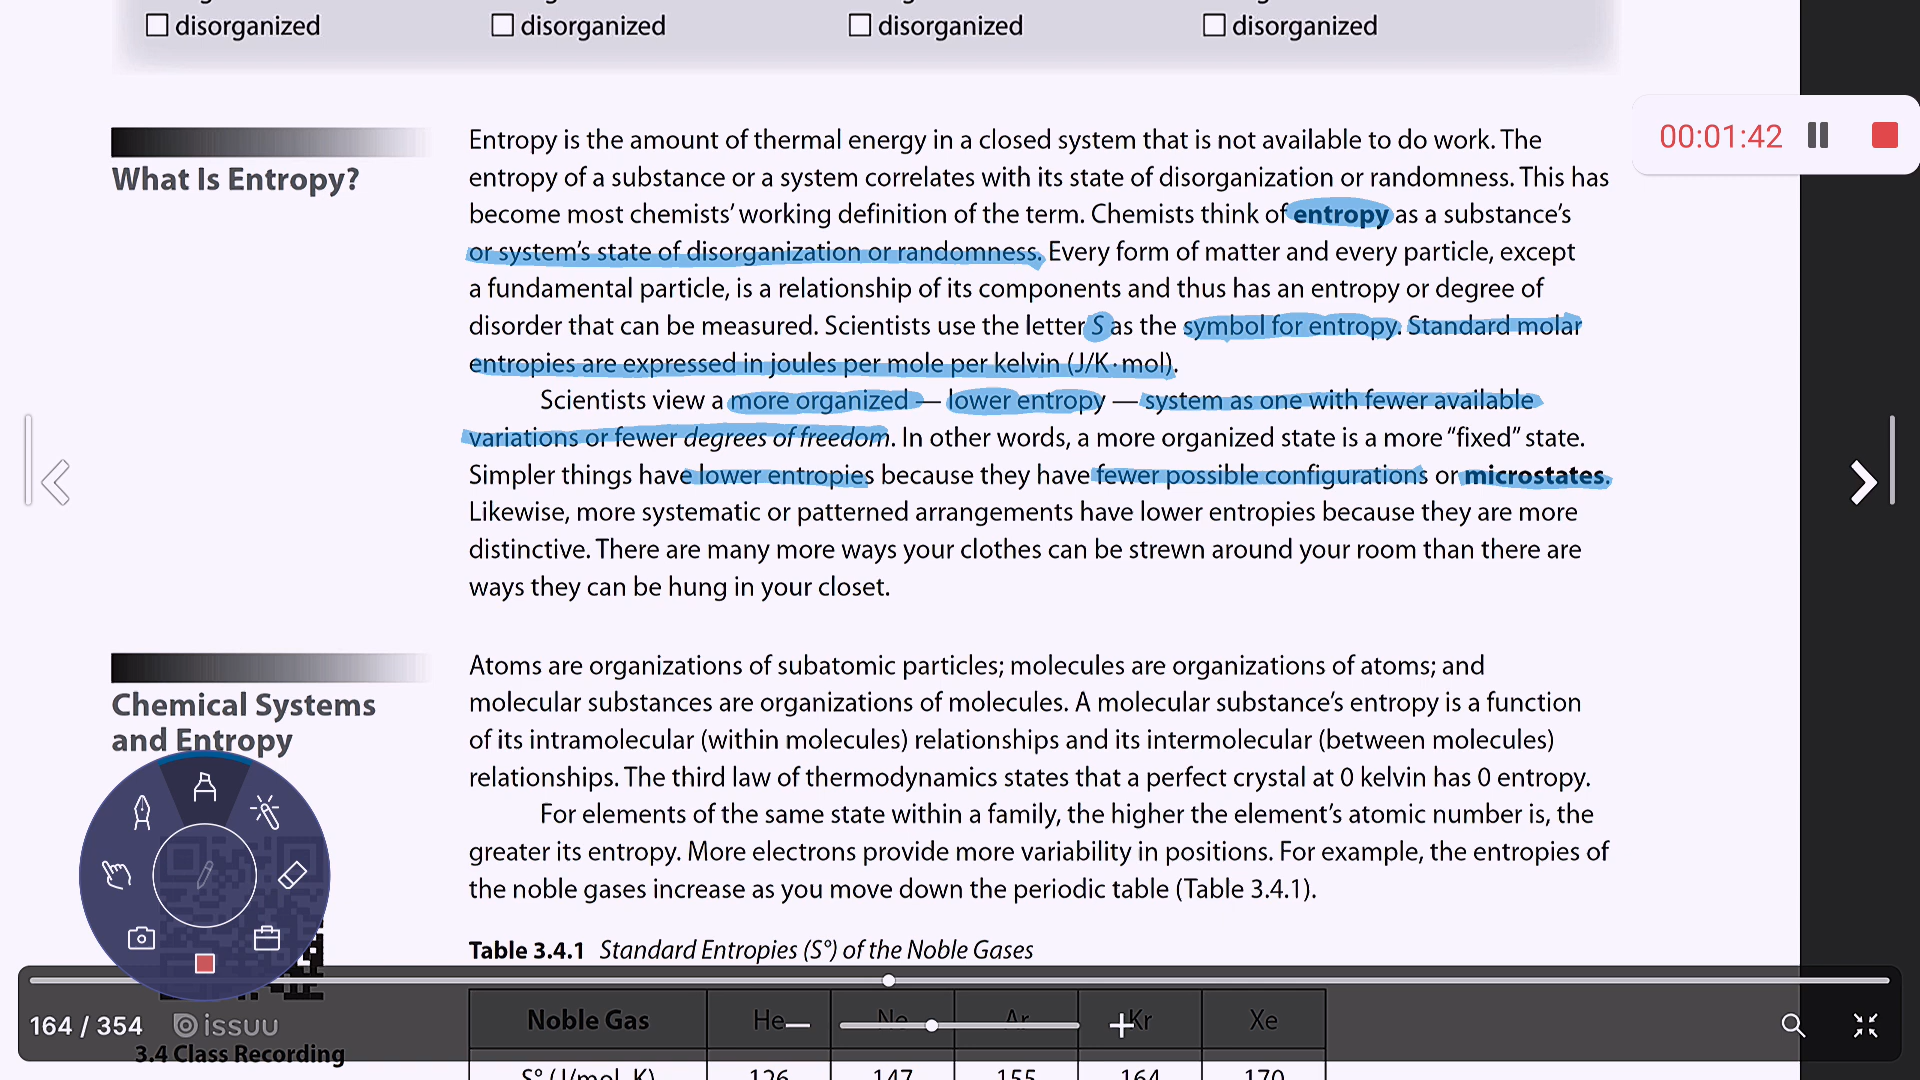 disorganized disorganized disorganized disorganized
00:01:42
What Is Entropy?
Entropy is the amount of thermal energy in a closed system that is not available to do work. The
entropy of a substance or a system correlates with its state of disorganization or randomness. This has
become most chemists' working definition of the term. Chemists think of entropy as a substance's
or system's state of disorganization or randomness. Every form of matter and every particle, except
a fundamental particle, is a relationship of its components and thus has an entropy or degree of
disorder that can be measured. Scientists use the letter S as the symbol for entropy. Standard molar
entropies are expressed in joules per mole per kelvin (J/K·mol).
Scientists view a more organized — lower entropy — system as one with fewer available
variations or fewer degrees of freedom. In other words, a more organized state is a more "fixed" state.
Simpler things have lower entropies because they have fewer possible configurations or microstates.
Likewise, more systematic or patterned arrangements have lower entropies because they are more
distinctive. There are many more ways your clothes can be strewn around your room than there are
ways they can be hung in your closet.
Chemical Systems
and Entropy
Atoms are organizations of subatomic particles; molecules are organizations of atoms; and
molecular substances are organizations of molecules. A molecular substance's entropy is a function
of its intramolecular (within molecules) relationships and its intermolecular (between molecules)
relationships. The third law of thermodynamics states that a perfect crystal at 0 kelvin has 0 entropy.
For elements of the same state within a family, the higher the element's atomic number is, the
greater its entropy. More electrons provide more variability in positions. For example, the entropies of
the noble gases increase as you move down the periodic table (Table 3.4.1).
Table 3.4.1 Standard Entropies (S°) of the Noble Gases
Noble Gas He Ne Ar Kr Xe
164 / 354 issuu
3.4 Class Recording
S° (J/mol K) 126 147 155 164 170